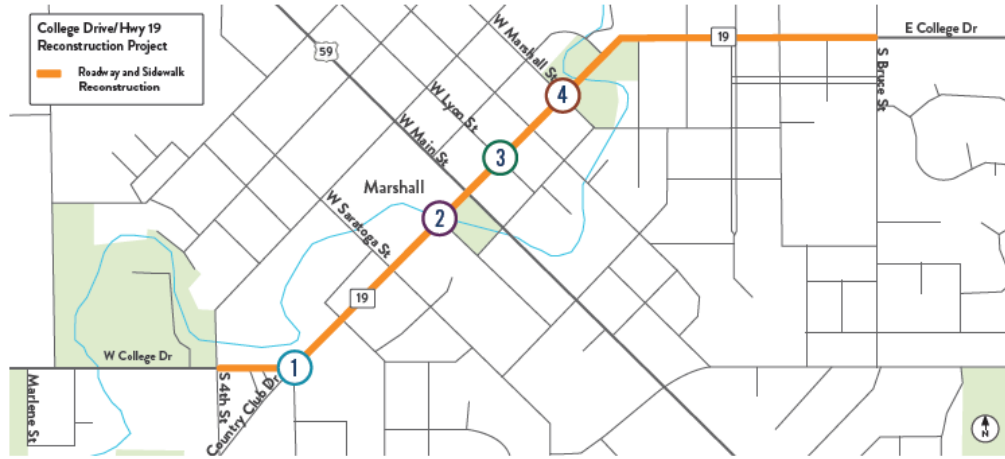 College Drive/Hwy 19
Reconstruction Project
Roadway and Sidewalk
Reconstruction
59
W Marshall St
19
E College Dr
S Bruce St
4
W Lyon St
W Main St
3
Marshall
2
W Saratoga St
19
W College Dr
1
Marlene St
S 4th St
Country Club Dr
N